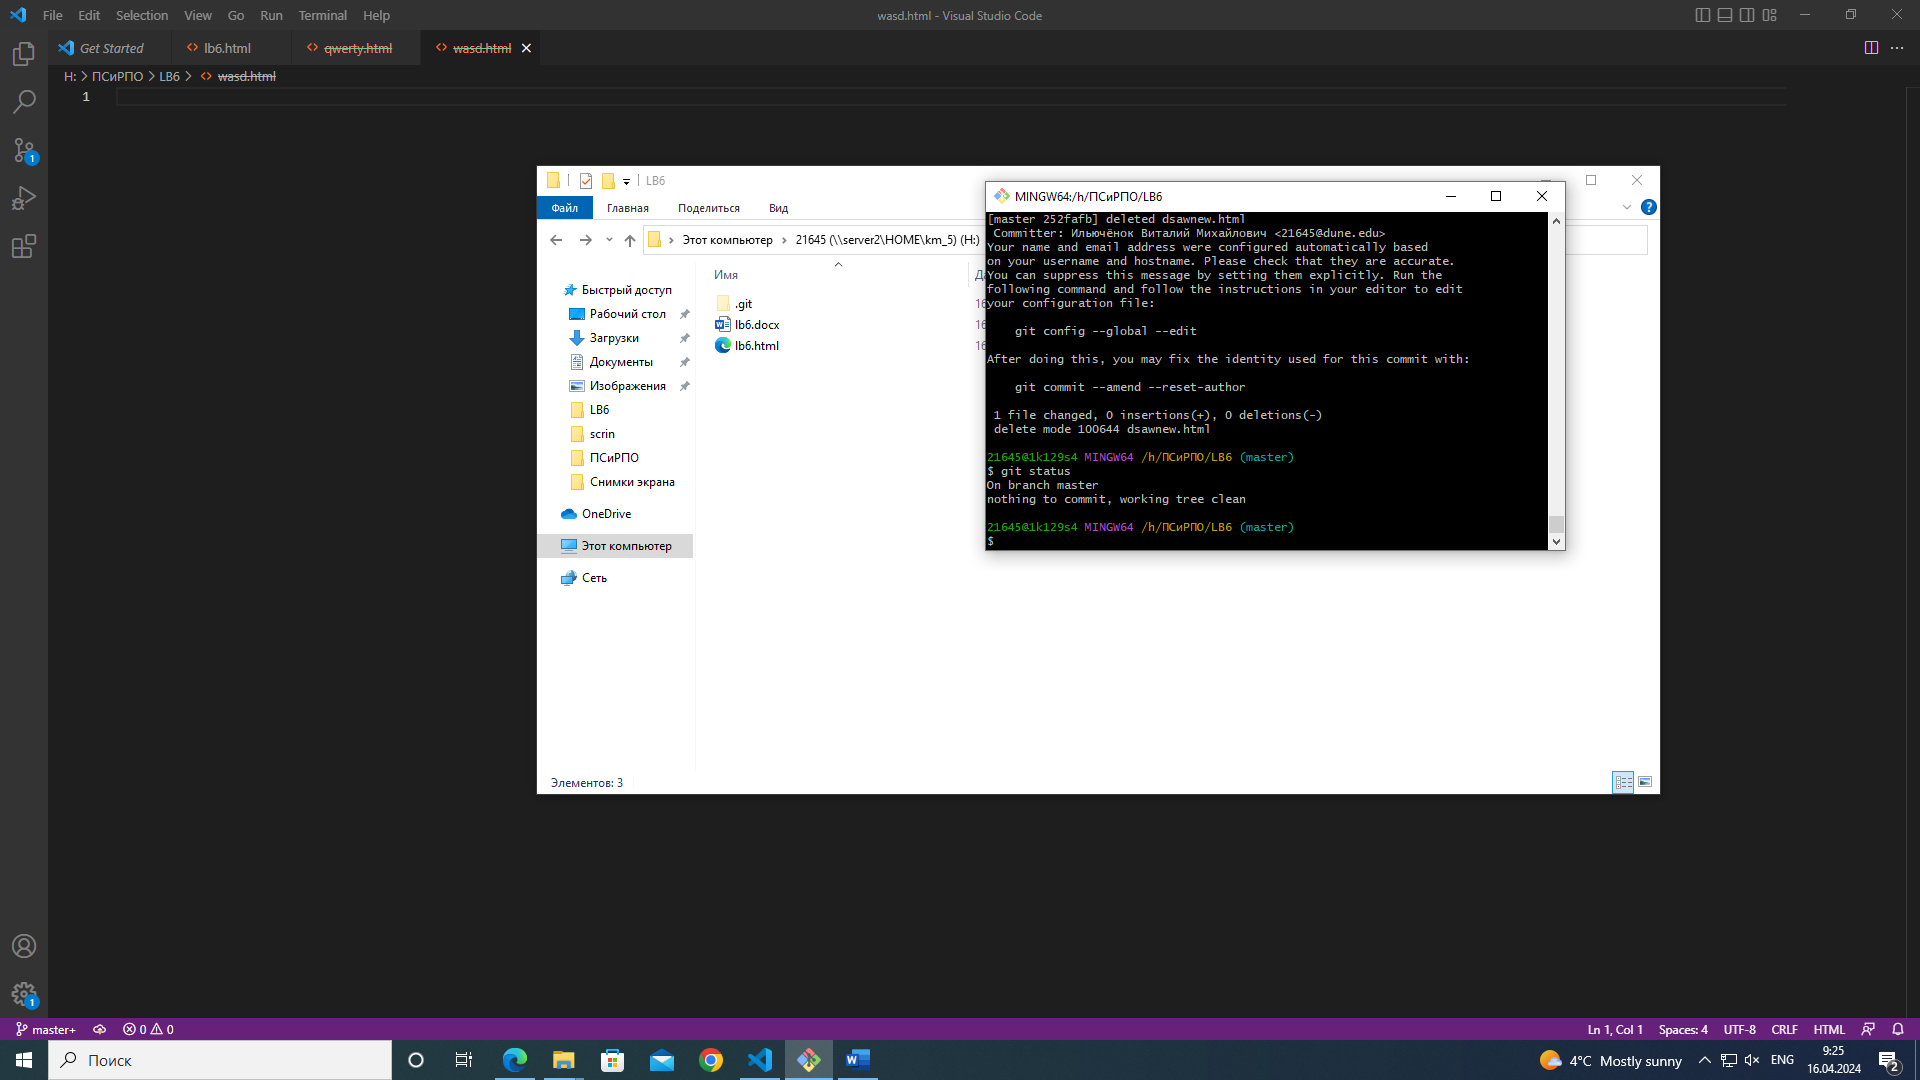 File Edit Selection View Go Run Terminal Help
wasd.html - Visual Studio Code
Get Started lb6.html qwerty.html wasd.html
H: > ПСиРПО > LB6 > wasd.html
1
1
LB6
Файл Главная Поделиться Вид
Этот компьютер > 21645 (\\server2\HOME\km_5) (H:)
Имя
Быстрый доступ
Рабочий стол
Загрузки
Документы
Изображения
LB6
scrin
ПСиРПО
Снимки экрана
OneDrive
Этот компьютер
Сеть
.git
lb6.docx
lb6.html
Элементов: 3
MINGW64:/h/ПСиРПО/LB6
[master 252fafb] deleted dsawnew.html
Committer: Ильючёнок Виталий Михайлович <21645@dune.edu>
Your name and email address were configured automatically based
on your username and hostname. Please check that they are accurate.
You can suppress this message by setting them explicitly. Run the
following command and follow the instructions in your editor to edit
your configuration file:
git config --global --edit
After doing this, you may fix the identity used for this commit with:
git commit --amend --reset-author
1 file changed, 0 insertions(+), 0 deletions(-)
delete mode 100644 dsawnew.html
21645@1k129s4 MINGW64 /h/ПСиРПО/LB6 (master)
$ git status
On branch master
nothing to commit, working tree clean
21645@1k129s4 MINGW64 /h/ПСиРПО/LB6 (master)
$
1
master+ 0 0
Ln 1, Col 1 Spaces: 4 UTF-8 CRLF HTML
Поиск
4°C Mostly sunny
ENG
9:25
16.04.2024
2